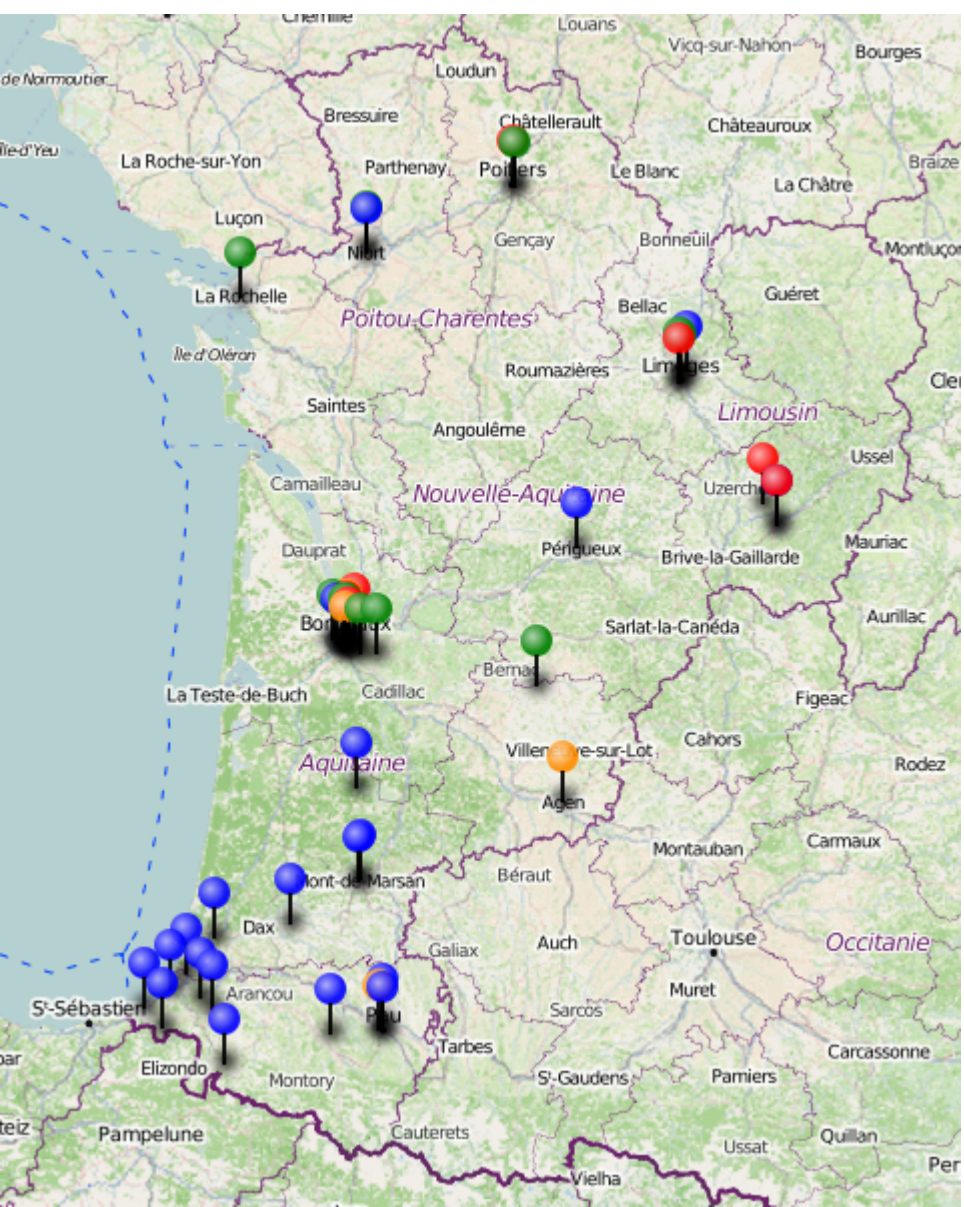 Chemillé
Louans
Vicq-sur-Nahon
Bourges
de Noirmoutier
Loudun
Bressuire
Châtellerault
Châteauroux
Île-d'Yeu
La Roche-sur-Yon
Parthenay
Poitiers
Le Blanc
Braize
La Châtre
Luçon
Niort
Gençay
Bonneuil
Montluçon
La Rochelle
Guéret
Bellac
Poitou-Charentes
Île d'Oléron
Limoges
Roumazières
Saintes
Limousin
Angoulême
Ussel
Camailleau
Nouvelle-Aquitaine
Uzerche
Dauprat
Périgueux
Brive-la-Gaillarde
Mauriac
Bordeaux
Sarlat-la-Canéda
Aurillac
Bernac
La Teste-de-Buch
Cadillac
Figeac
Aquitaine
Villeneuve-sur-Lot
Cahors
Rodez
Agen
Montauban
Carmaux
Mont-de-Marsan
Béraut
Dax
Galiax
Auch
Toulouse
Occitanie
Arancou
Muret
St-Sébastien
Pau
Sarcos
Tarbes
Carcassonne
Elizondo
Montory
St-Gaudens
Pamiers
Pampelune
Cauterets
Ussat
Quillan
Vielha